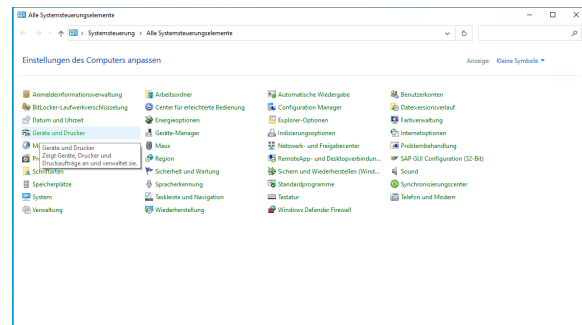 Alle Systemsteuerungselemente
Systemsteuerung › Alle Systemsteuerungselemente
Einstellungen des Computers anpassen
Anzeige: Kleine Symbole
Anmeldeinformationsverwaltung Arbeitsordner Automatische Wiedergabe Benutzerkonten
BitLocker-Laufwerkverschlüsselung Center für erleichterte Bedienung Configuration Manager Dateiversionsverlauf
Datum und Uhrzeit Energieoptionen Explorer-Optionen Farbverwaltung
Geräte und Drucker Geräte-Manager Indizierungsoptionen Internetoptionen
Maus Netzwerk- und Freigabecenter Problembehandlung
Region RemoteApp- und Desktopverbindun... SAP GUI Configuration (32-Bit)
Geräte und Drucker
Zeigt Geräte, Drucker und
Druckaufträge an und verwaltet sie.
Schriftarten Sicherheit und Wartung Sichern und Wiederherstellen (Wind... Sound
Speicherplätze Spracherkennung Standardprogramme Synchronisierungscenter
System Taskleiste und Navigation Tastatur Telefon und Modem
Verwaltung Wiederherstellung Windows Defender Firewall